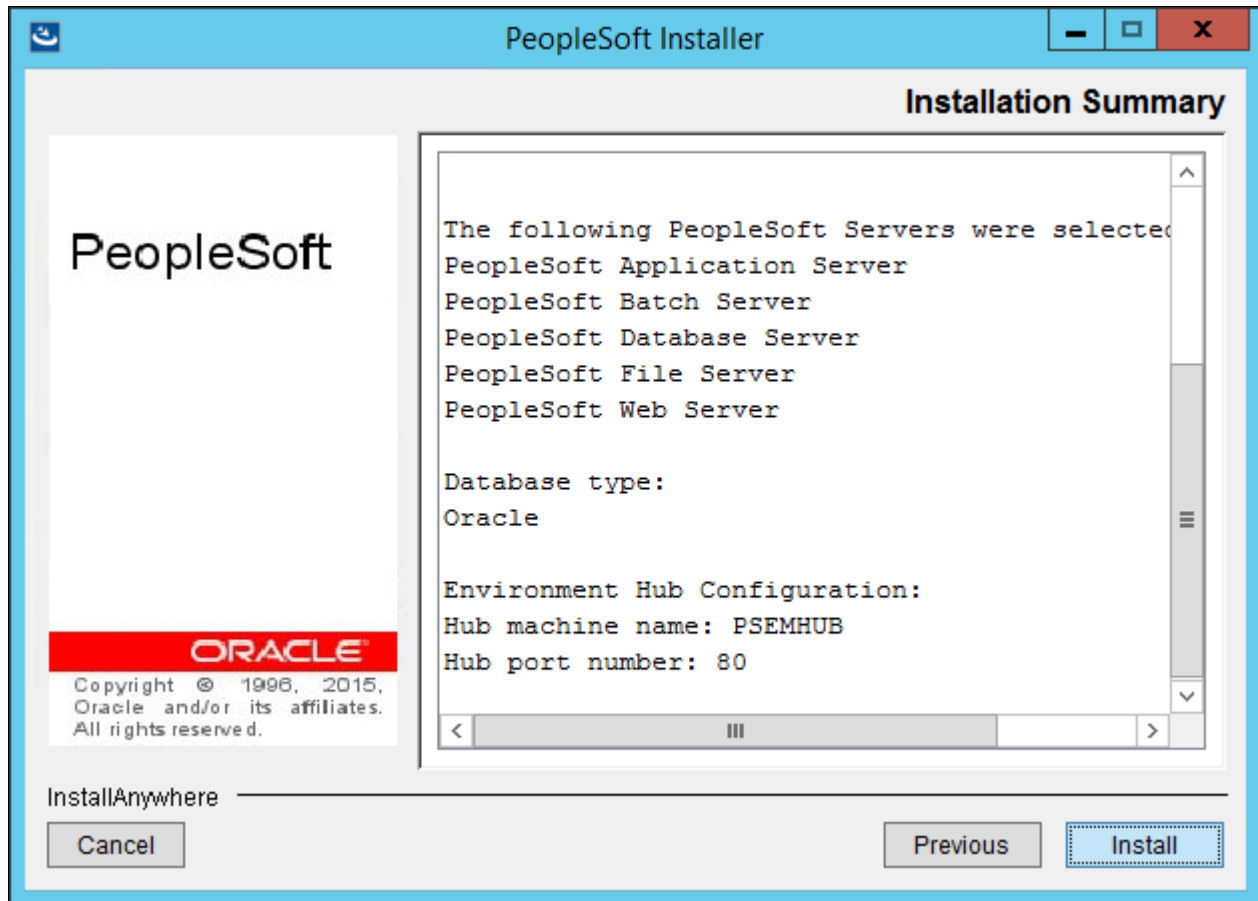 PeopleSoft Installer
Installation Summary
PeopleSoft
The following PeopleSoft Servers were selected
PeopleSoft Application Server
PeopleSoft Batch Server
PeopleSoft Database Server
PeopleSoft File Server
PeopleSoft Web Server
Database type:
Oracle
Environment Hub Configuration:
Hub machine name: PSEMHUB
Hub port number: 80
ORACLE
Copyright © 1996, 2015,
Oracle and/or its affiliates.
All rights reserved.
InstallAnywhere
Cancel
Previous
Install